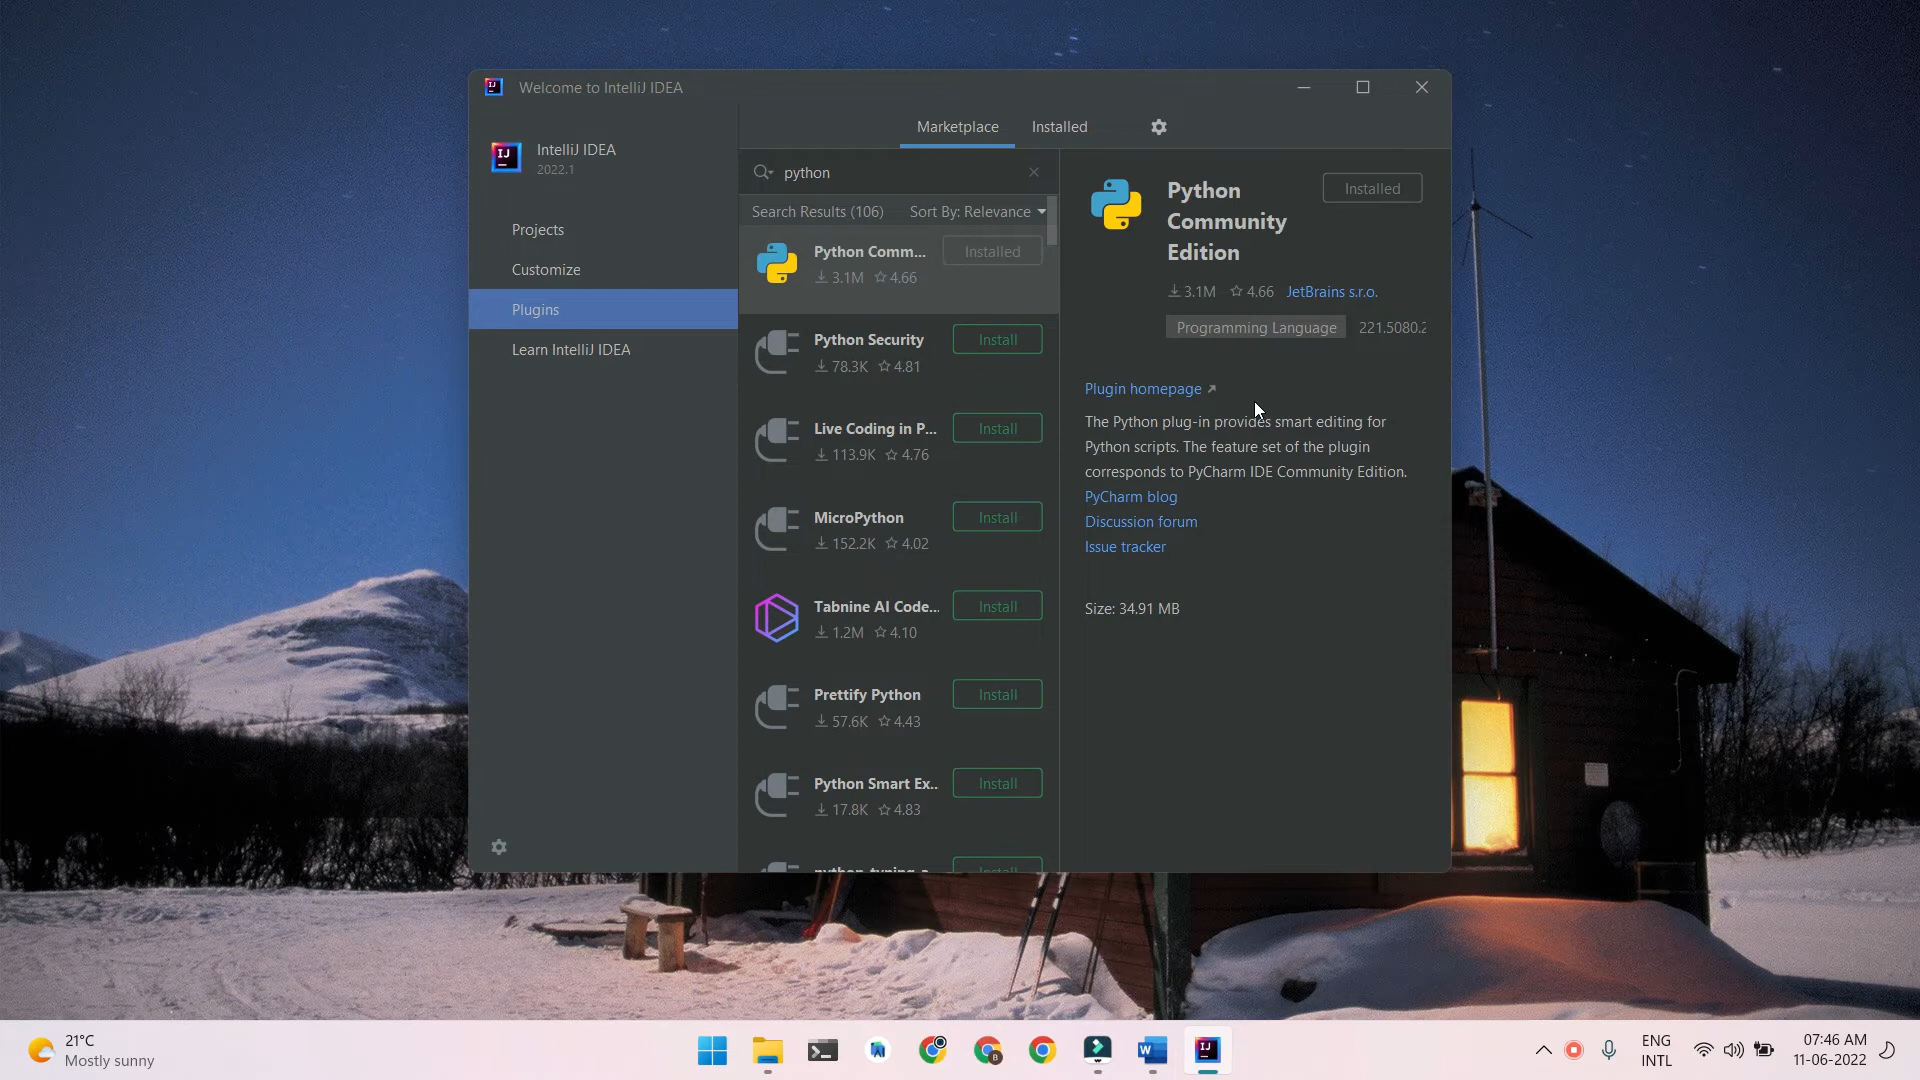 Welcome to IntelliJ IDEA
IntelliJ IDEA
2022.1
Projects
Customize
Plugins
Learn IntelliJ IDEA
Marketplace
Installed
python
Search Results (106)
Sort By: Relevance
Python Comm...
Installed
3.1M
4.66
Python Security
Install
78.3K
4.81
Live Coding in P...
Install
113.9K
4.76
MicroPython
Install
152.2K
4.02
Tabnine AI Code...
Install
1.2M
4.10
Prettify Python
Install
57.6K
4.43
Python Smart Ex..
Install
17.8K
4.83
Python
Community
Edition
Installed
3.1M
4.66
JetBrains s.r.o.
Programming Language
221.5080.2
Plugin homepage
The Python plug-in provides smart editing for
Python scripts. The feature set of the plugin
corresponds to PyCharm IDE Community Edition.
PyCharm blog
Discussion forum
Issue tracker
Size: 34.91 MB
21°C
Mostly sunny
ENG
INTL
07:46 AM
11-06-2022